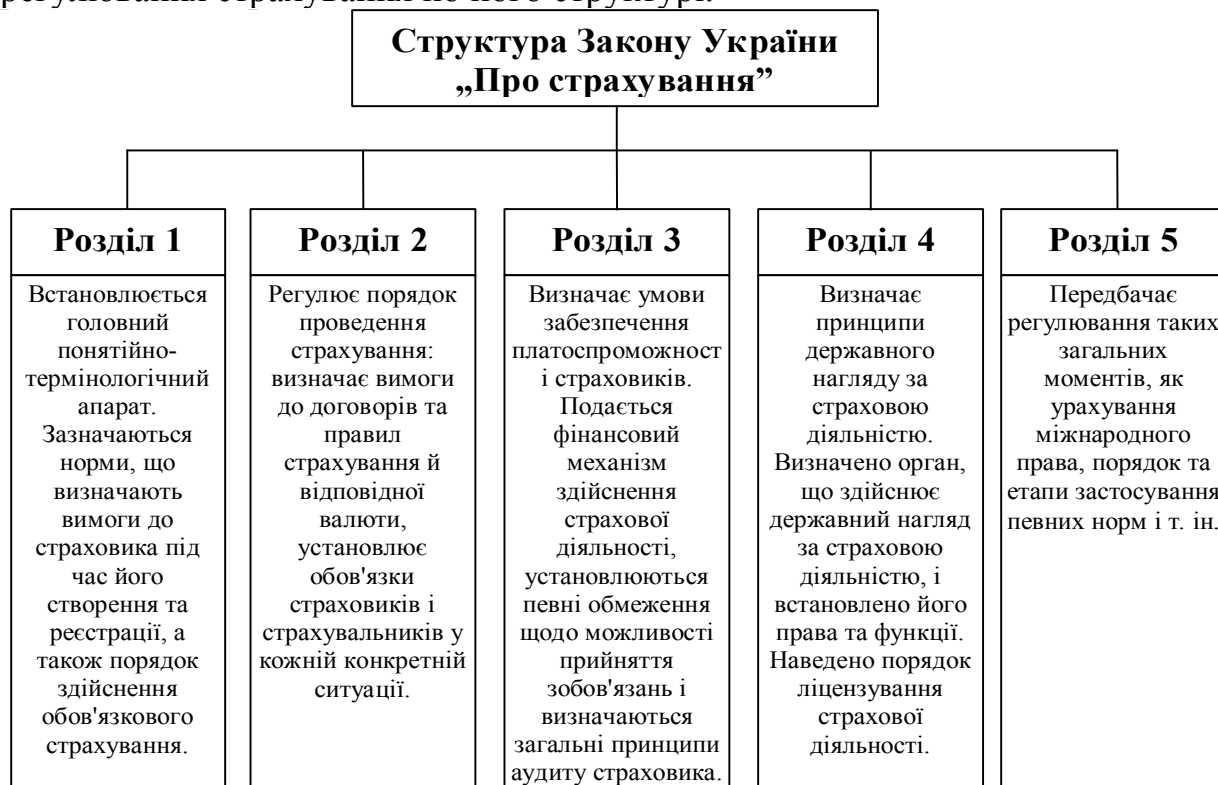 регулювання страхування по його структурі.
Структура Закону України
„Про страхування”
Розділ 1
Встановлюється
головний
понятійно-
термінологічний
апарат.
Зазначаються
норми, що
визначають
вимоги до
страховика під
час його
створення та
реєстрації, а
також порядок
здійснення
обов'язкового
страхування.
Розділ 2
Регулює порядок
проведення
страхування:
визначає вимоги
до договорів та
правил
страхування й
відповідної
валюти,
установлює
обов'язки
страховиків і
страхувальників у
кожній конкретній
ситуації.
Розділ 3
Визначає умови
забезпечення
платоспроможност
і страховиків.
Подається
фінансовий
механізм
здійснення
страхової
діяльності,
установлюються
певні обмеження
щодо можливості
прийняття
зобов'язань і
визначаються
загальні принципи
аудиту страховика.
Розділ 4
Визначає
принципи
державного
нагляду за
страховою
діяльністю.
Визначено орган,
що здійснює
державний нагляд
за страховою
діяльністю, і
встановлено його
права та функції.
Наведено порядок
ліцензування
страхової
діяльності.
Розділ 5
Передбачає
регулювання таких
загальних
моментів, як
урахування
міжнародного
права, порядок та
етапи застосування
певних норм і т. ін.